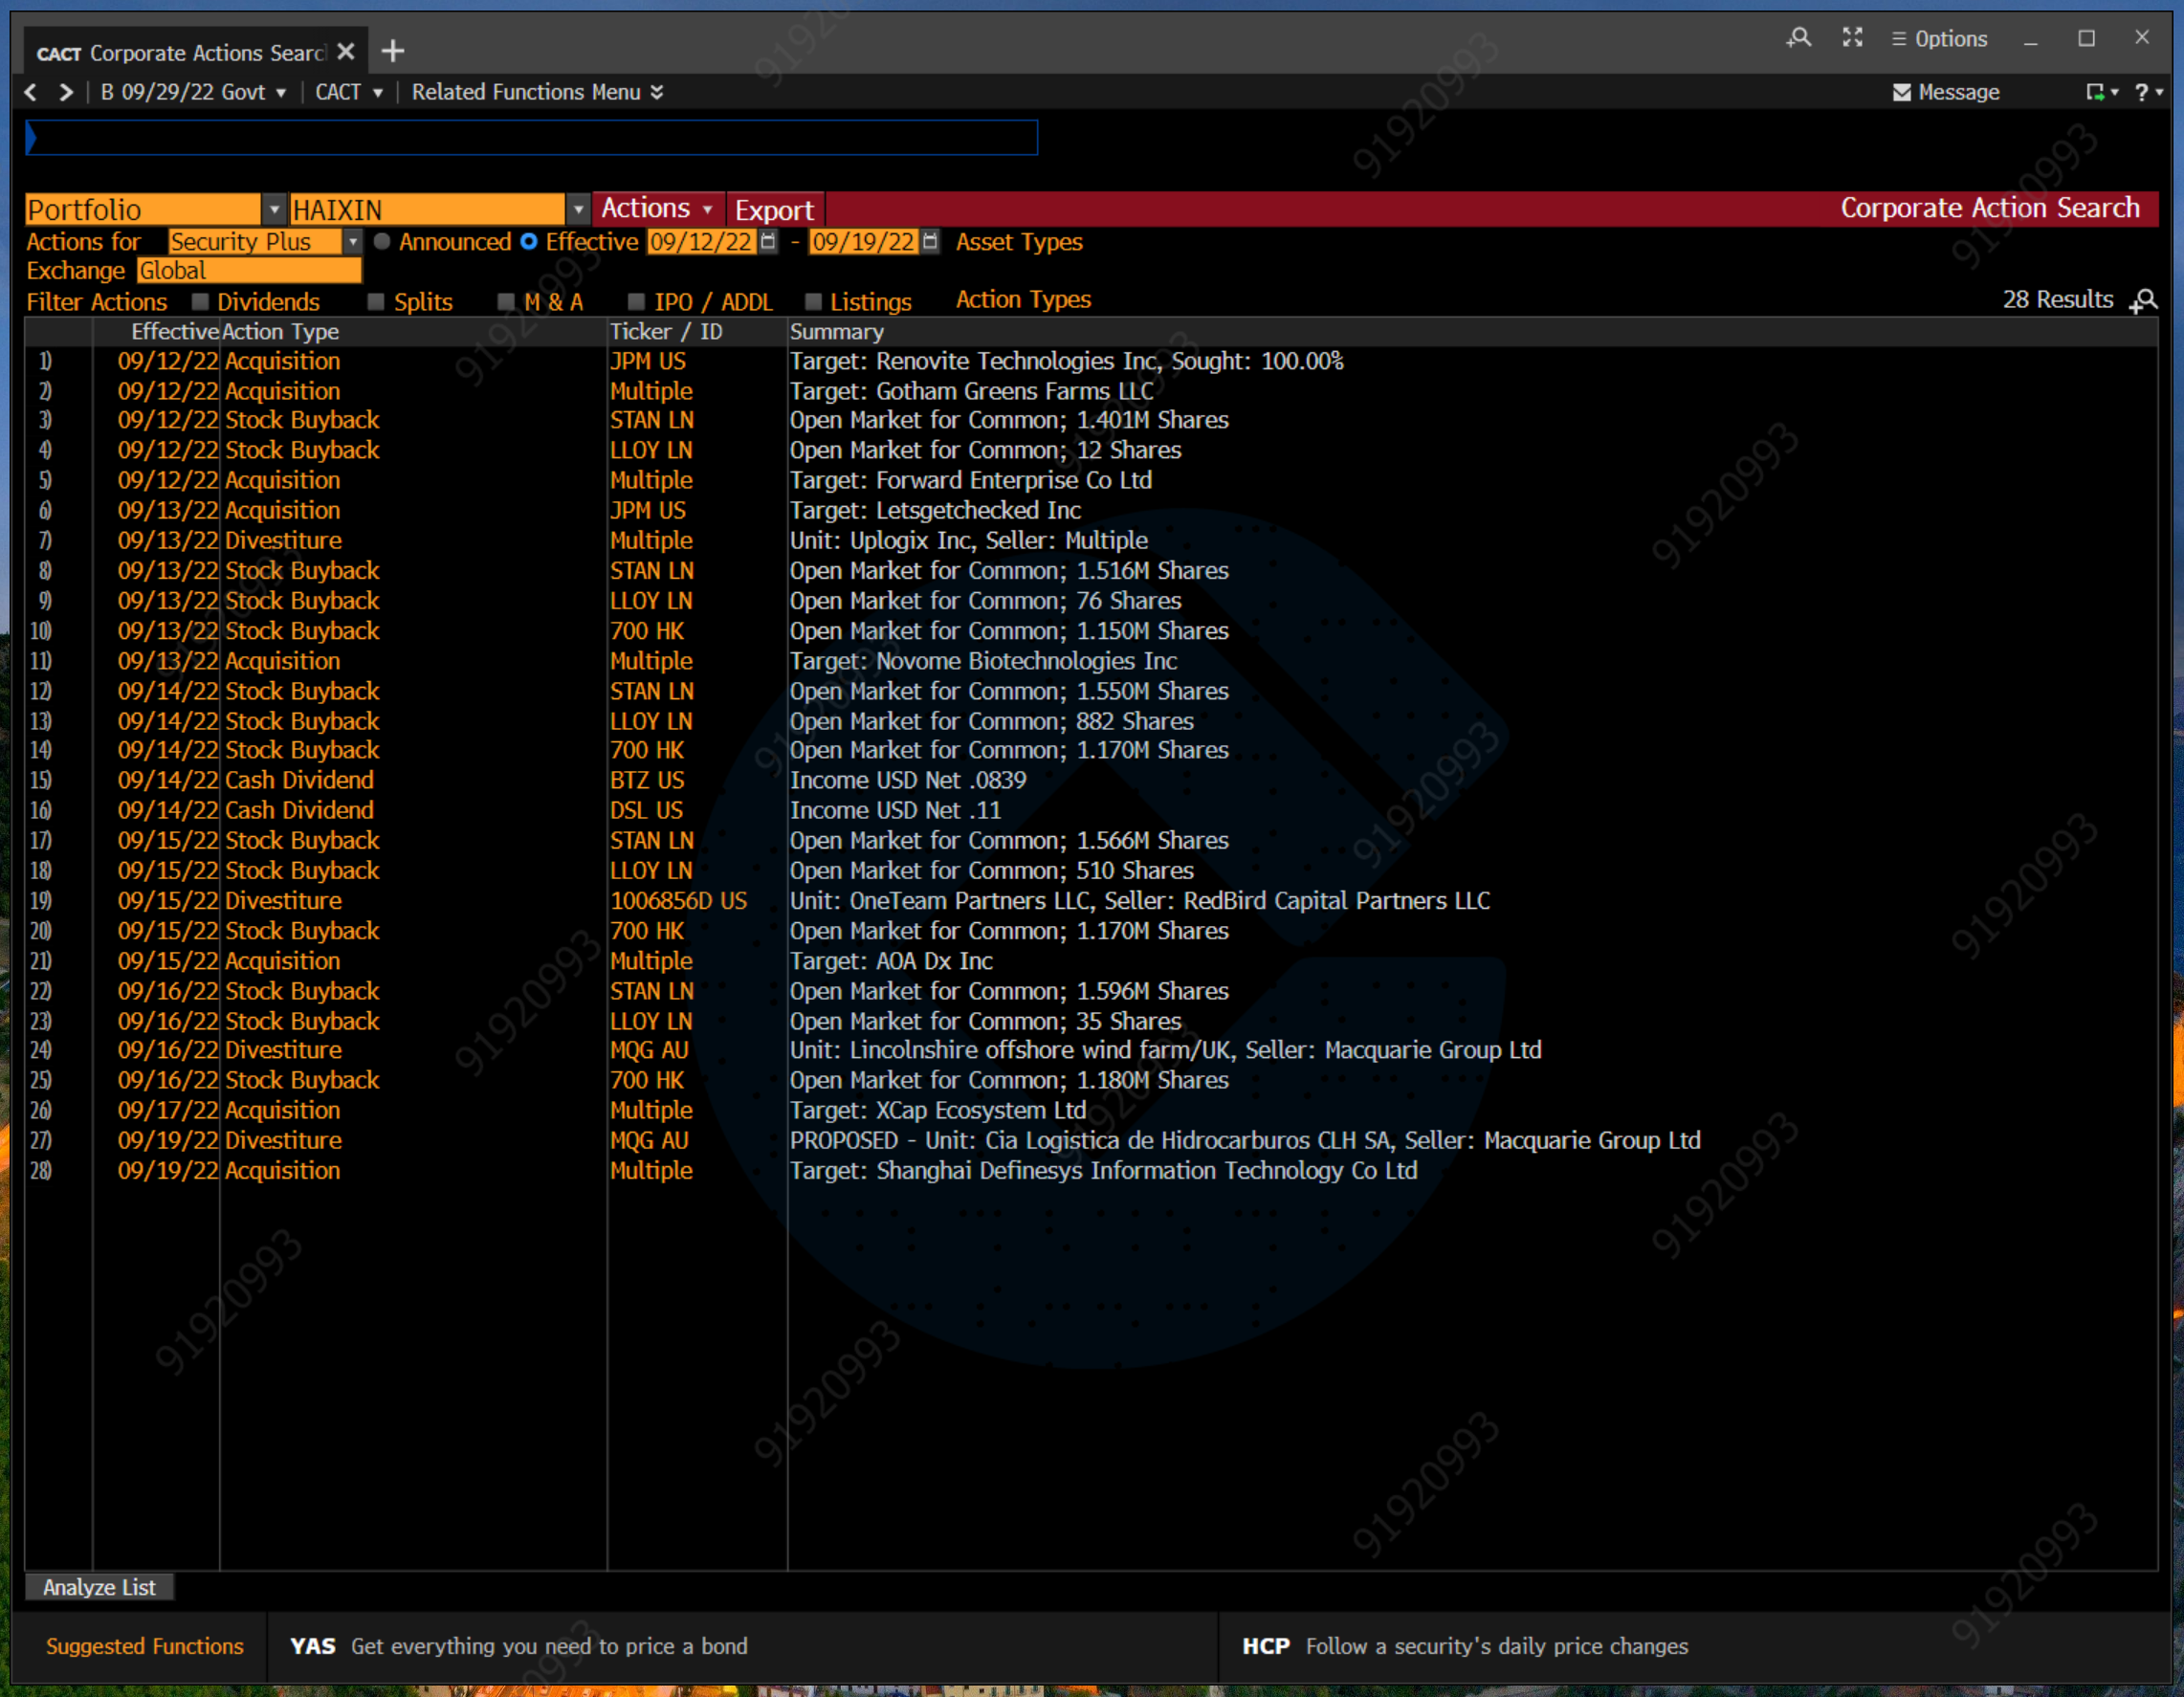 CACT Corporate Actions Searc
Options
B 09/29/22 Govt CACT Related Functions Menu
Message ?
Portfolio HAIXIN Actions Export Corporate Action Search
Actions for Security Plus Announced Effective 09/12/22 - 09/19/22 Asset Types
Exchange Global
Filter Actions Dividends Splits M & A IPO / ADDL Listings Action Types 28 Results
Effective Action Type Ticker / ID Summary
1) 09/12/22 Acquisition JPM US Target: Renovite Technologies Inc, Sought: 100.00%
2) 09/12/22 Acquisition Multiple Target: Gotham Greens Farms LLC
3) 09/12/22 Stock Buyback STAN LN Open Market for Common; 1.401M Shares
4) 09/12/22 Stock Buyback LLOY LN Open Market for Common; 12 Shares
5) 09/12/22 Acquisition Multiple Target: Forward Enterprise Co Ltd
6) 09/13/22 Acquisition JPM US Target: Letsgetchecked Inc
7) 09/13/22 Divestiture Multiple Unit: Uplogix Inc, Seller: Multiple
8) 09/13/22 Stock Buyback STAN LN Open Market for Common; 1.516M Shares
9) 09/13/22 Stock Buyback LLOY LN Open Market for Common; 76 Shares
10) 09/13/22 Stock Buyback 700 HK Open Market for Common; 1.150M Shares
11) 09/13/22 Acquisition Multiple Target: Novome Biotechnologies Inc
12) 09/14/22 Stock Buyback STAN LN Open Market for Common; 1.550M Shares
13) 09/14/22 Stock Buyback LLOY LN Open Market for Common; 882 Shares
14) 09/14/22 Stock Buyback 700 HK Open Market for Common; 1.170M Shares
15) 09/14/22 Cash Dividend BTZ US Income USD Net .0839
16) 09/14/22 Cash Dividend DSL US Income USD Net .11
17) 09/15/22 Stock Buyback STAN LN Open Market for Common; 1.566M Shares
18) 09/15/22 Stock Buyback LLOY LN Open Market for Common; 510 Shares
19) 09/15/22 Divestiture 1006856D US Unit: OneTeam Partners LLC, Seller: RedBird Capital Partners LLC
20) 09/15/22 Stock Buyback 700 HK Open Market for Common; 1.170M Shares
21) 09/15/22 Acquisition Multiple Target: AOA Dx Inc
22) 09/16/22 Stock Buyback STAN LN Open Market for Common; 1.596M Shares
23) 09/16/22 Stock Buyback LLOY LN Open Market for Common; 35 Shares
24) 09/16/22 Divestiture MQG AU Unit: Lincolnshire offshore wind farm/UK, Seller: Macquarie Group Ltd
25) 09/16/22 Stock Buyback 700 HK Open Market for Common; 1.180M Shares
26) 09/17/22 Acquisition Multiple Target: XCap Ecosystem Ltd
27) 09/19/22 Divestiture MQG AU PROPOSED - Unit: Cia Logistica de Hidrocarburos CLH SA, Seller: Macquarie Group Ltd
28) 09/19/22 Acquisition Multiple Target: Shanghai Definesys Information Technology Co Ltd
Analyze List
Suggested Functions YAS Get everything you need to price a bond HCP Follow a security's daily price changes
91920993